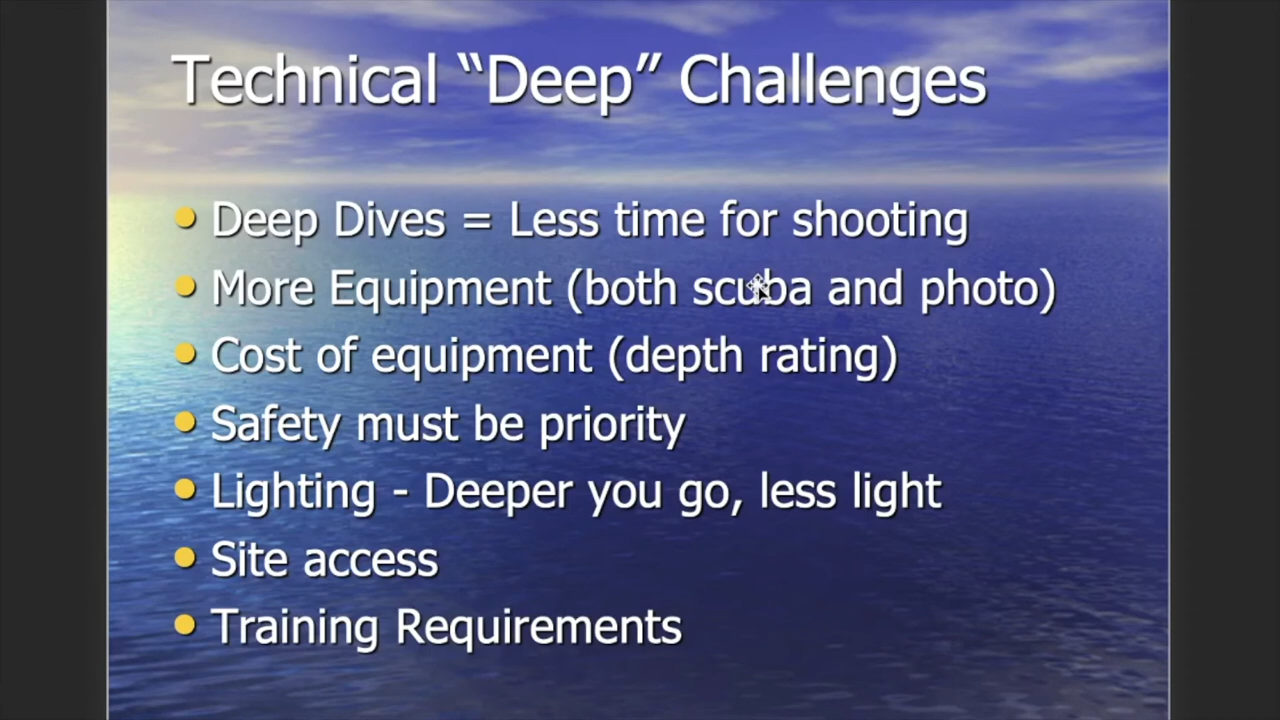 Technical “Deep” Challenges
Deep Dives = Less time for shooting
More Equipment (both scuba and photo)
Cost of equipment (depth rating)
Safety must be priority
Lighting - Deeper you go, less light
Site access
Training Requirements